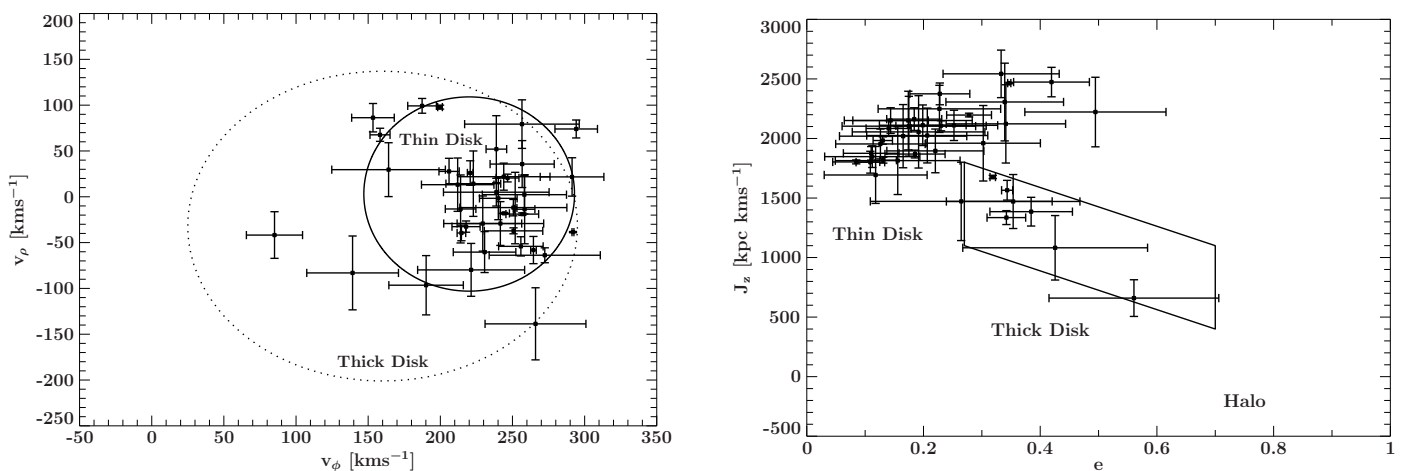 200
150
100
50
0
-50
-100
-150
-200
-250
v_ρ [kms⁻¹]
Thin Disk
Thick Disk
-50 0 50 100 150 200 250 300 350
v_ϕ [kms⁻¹]
3000
2500
2000
1500
1000
500
0
-500
J_z [kpc kms⁻¹]
Thin Disk
Thick Disk
Halo
0 0.2 0.4 0.6 0.8 1
e